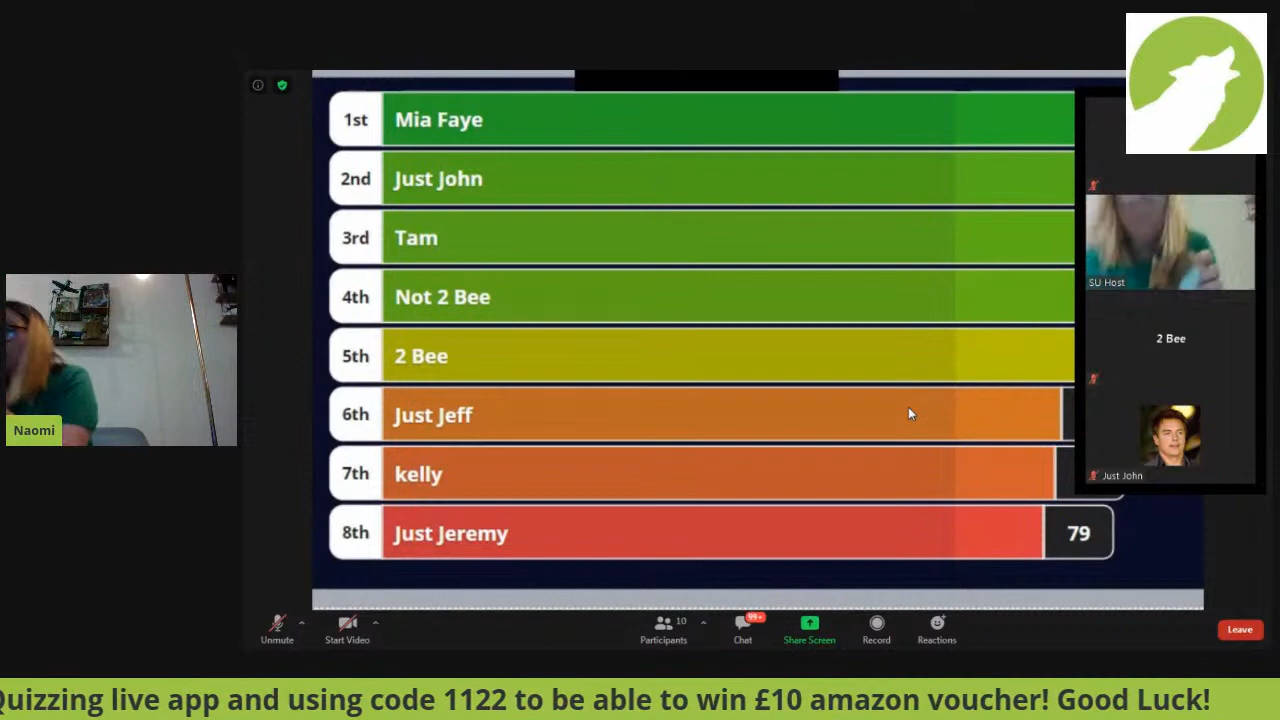 1st Mia Faye
2nd Just John
3rd Tam
4th Not 2 Bee
5th 2 Bee
6th Just Jeff
7th kelly
8th Just Jeremy 79
SU Host
2 Bee
Just John
Naomi
Unmute
Start Video
10
Participants
99+
Chat
Share Screen
Record
Reactions
Leave
Quizzing live app and using code 1122 to be able to win £10 amazon voucher! Good Luck!